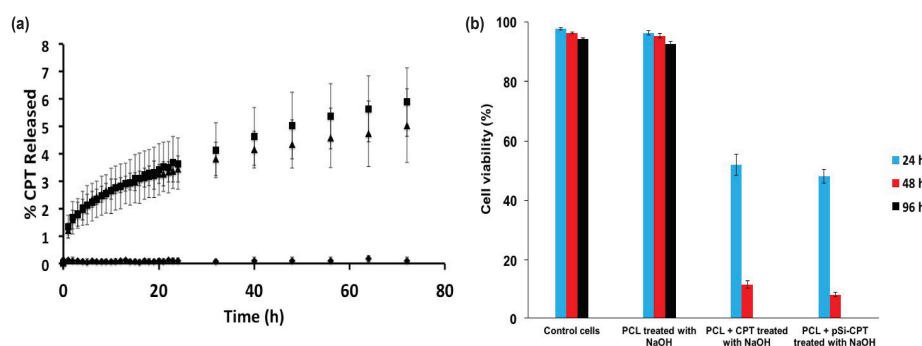 (a)
% CPT Released
8
7
6
5
4
3
2
1
0
0
20
40
60
80
Time (h)
(b)
Cell viability (%)
100
80
60
40
20
0
Control cells
PCL treated with
NaOH
PCL + CPT treated
with NaOH
PCL + pSi-CPT
treated with NaOH
24 h
48 h
96 h